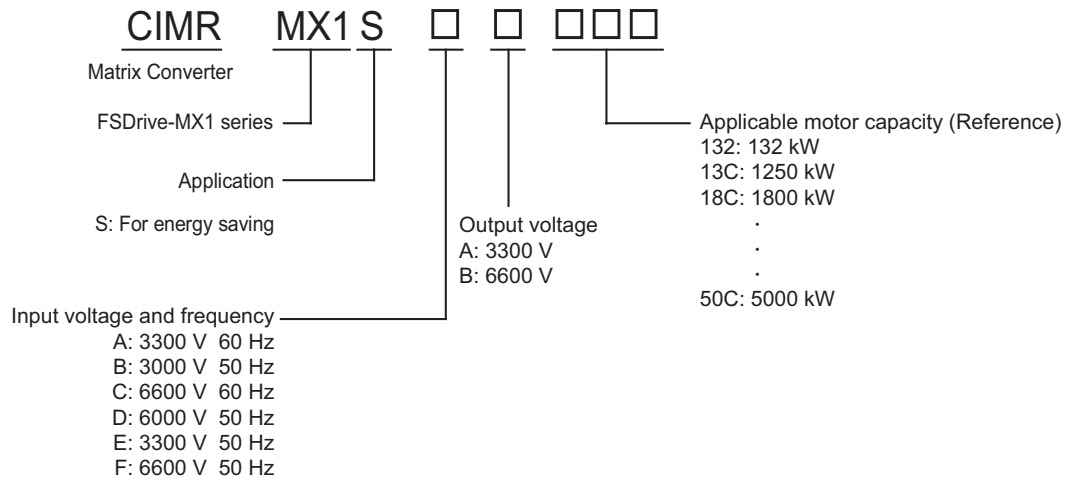 CIMR MX1 S □ □ □□□
Matrix Converter
FSDrive-MX1 series
Application
S: For energy saving
Input voltage and frequency
A: 3300 V 60 Hz
B: 3000 V 50 Hz
C: 6600 V 60 Hz
D: 6000 V 50 Hz
E: 3300 V 50 Hz
F: 6600 V 50 Hz
Output voltage
A: 3300 V
B: 6600 V
Applicable motor capacity (Reference)
132: 132 kW
13C: 1250 kW
18C: 1800 kW
·
·
·
50C: 5000 kW